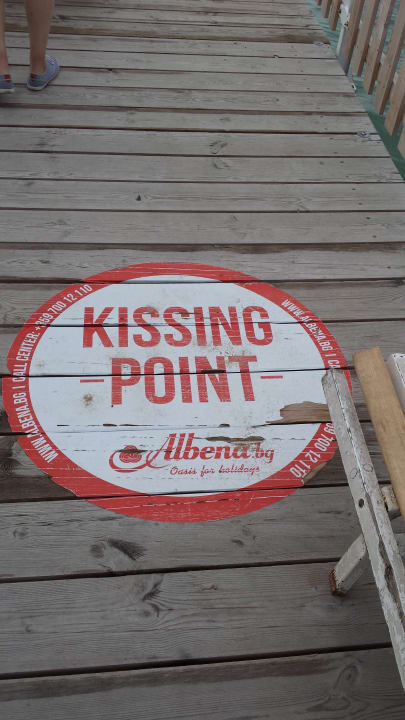 KISSING
-POINT-
Albena.bg
Oasis for holidays
WWW.ALBENA.BG I CALL CENTER: +359 700 12 110
WWW.ALBENA.BG I C
59 700 12 110